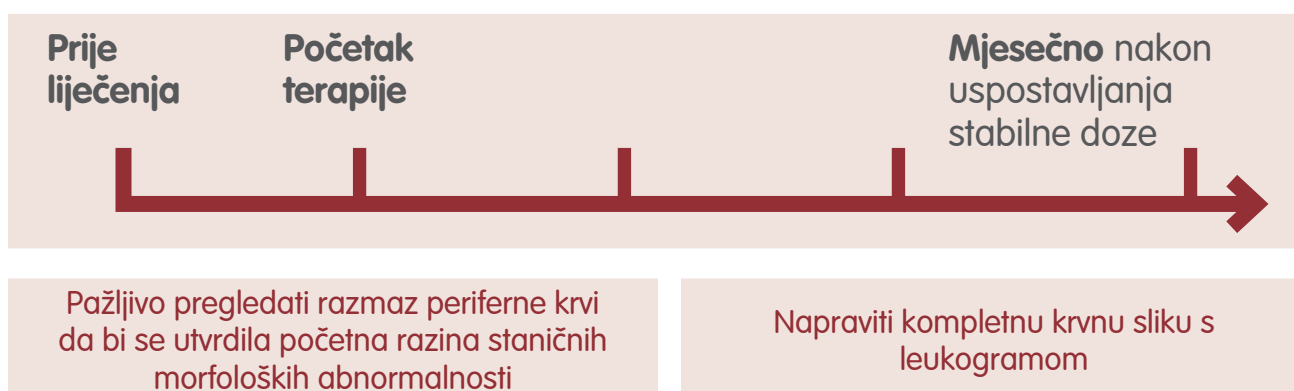 Prije
liječenja
Početak
terapije
Mjesečno nakon
uspostavljanja
stabilne doze
Pažljivo pregledati razmaz periferne krvi
da bi se utvrdila početna razina staničnih
morfoloških abnormalnosti
Napraviti kompletnu krvnu sliku s
leukogramom